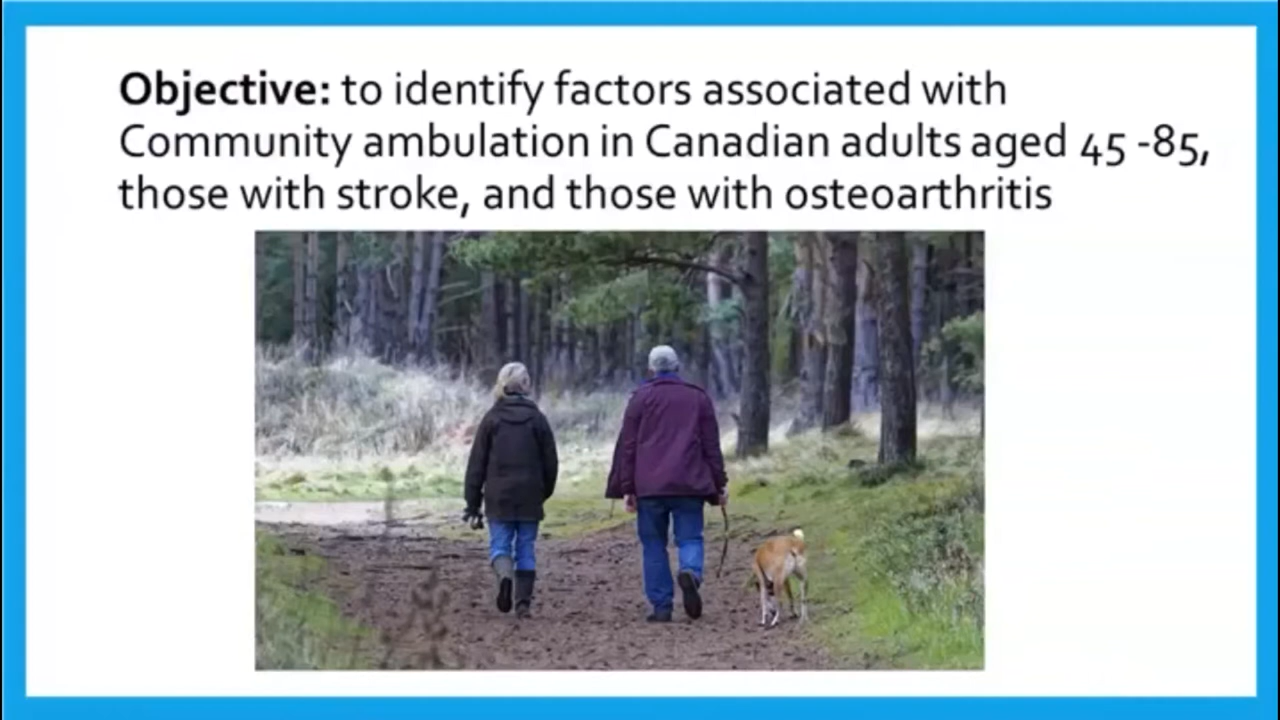 Objective: to identify factors associated with
Community ambulation in Canadian adults aged 45 -85,
those with stroke, and those with osteoarthritis